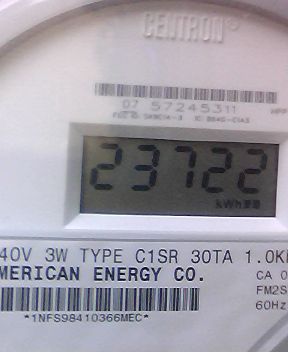 CENTRON®
07 57245311
23722
kWh
40V 3W TYPE C1SR 30TA 1.0K
MERICAN ENERGY CO.
CA 0
FM2S
60Hz
*1NFS98410366MEC*